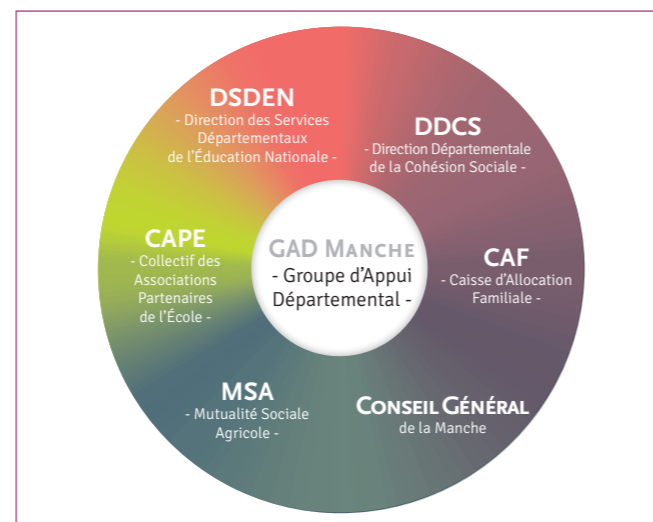 DSDEN
- Direction des Services
Départementaux
de l'Éducation Nationale -
DDCS
- Direction Départementale
de la Cohésion Sociale -
CAPE
- Collectif des
Associations
Partenaires
de l'École -
GAD MANCHE
- Groupe d'Appui
Départemental -
CAF
- Caisse d'Allocation
Familiale -
MSA
- Mutualité Sociale
Agricole -
CONSEIL GÉNÉRAL
de la Manche